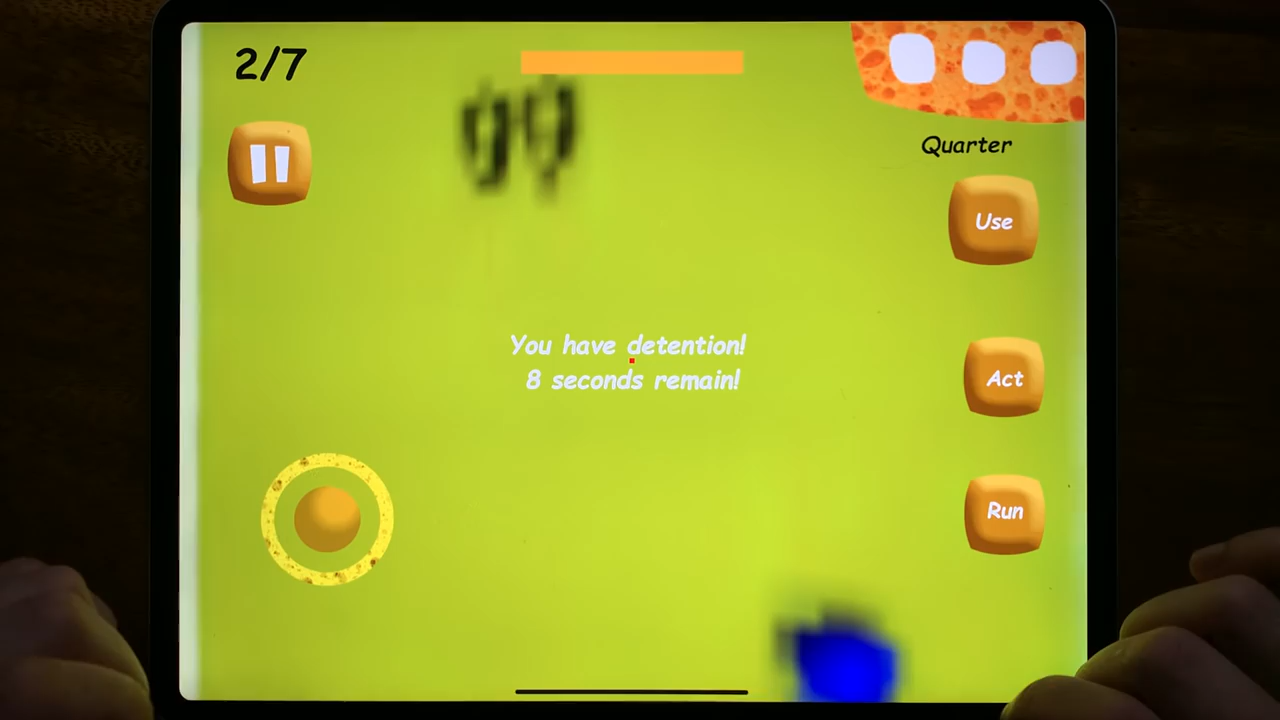 2/7
Quarter
Use
You have detention!
8 seconds remain!
Act
Run